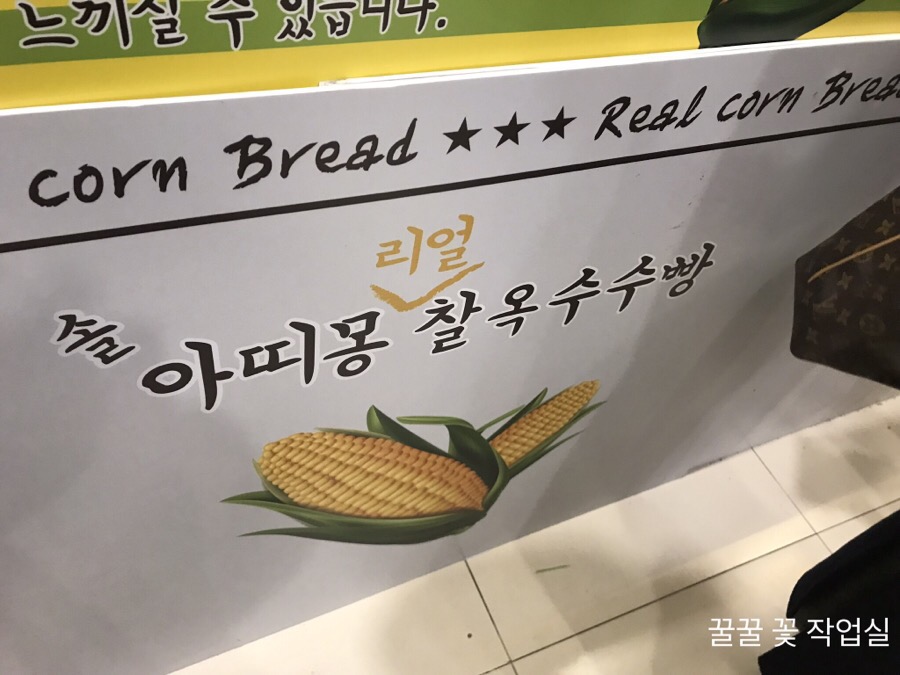 느끼실 수 있습니다.
corn Bread ★★★ Real corn Bread
리얼
솔 아띠몽 찰옥수수빵
꿀꿀 꽃 작업실